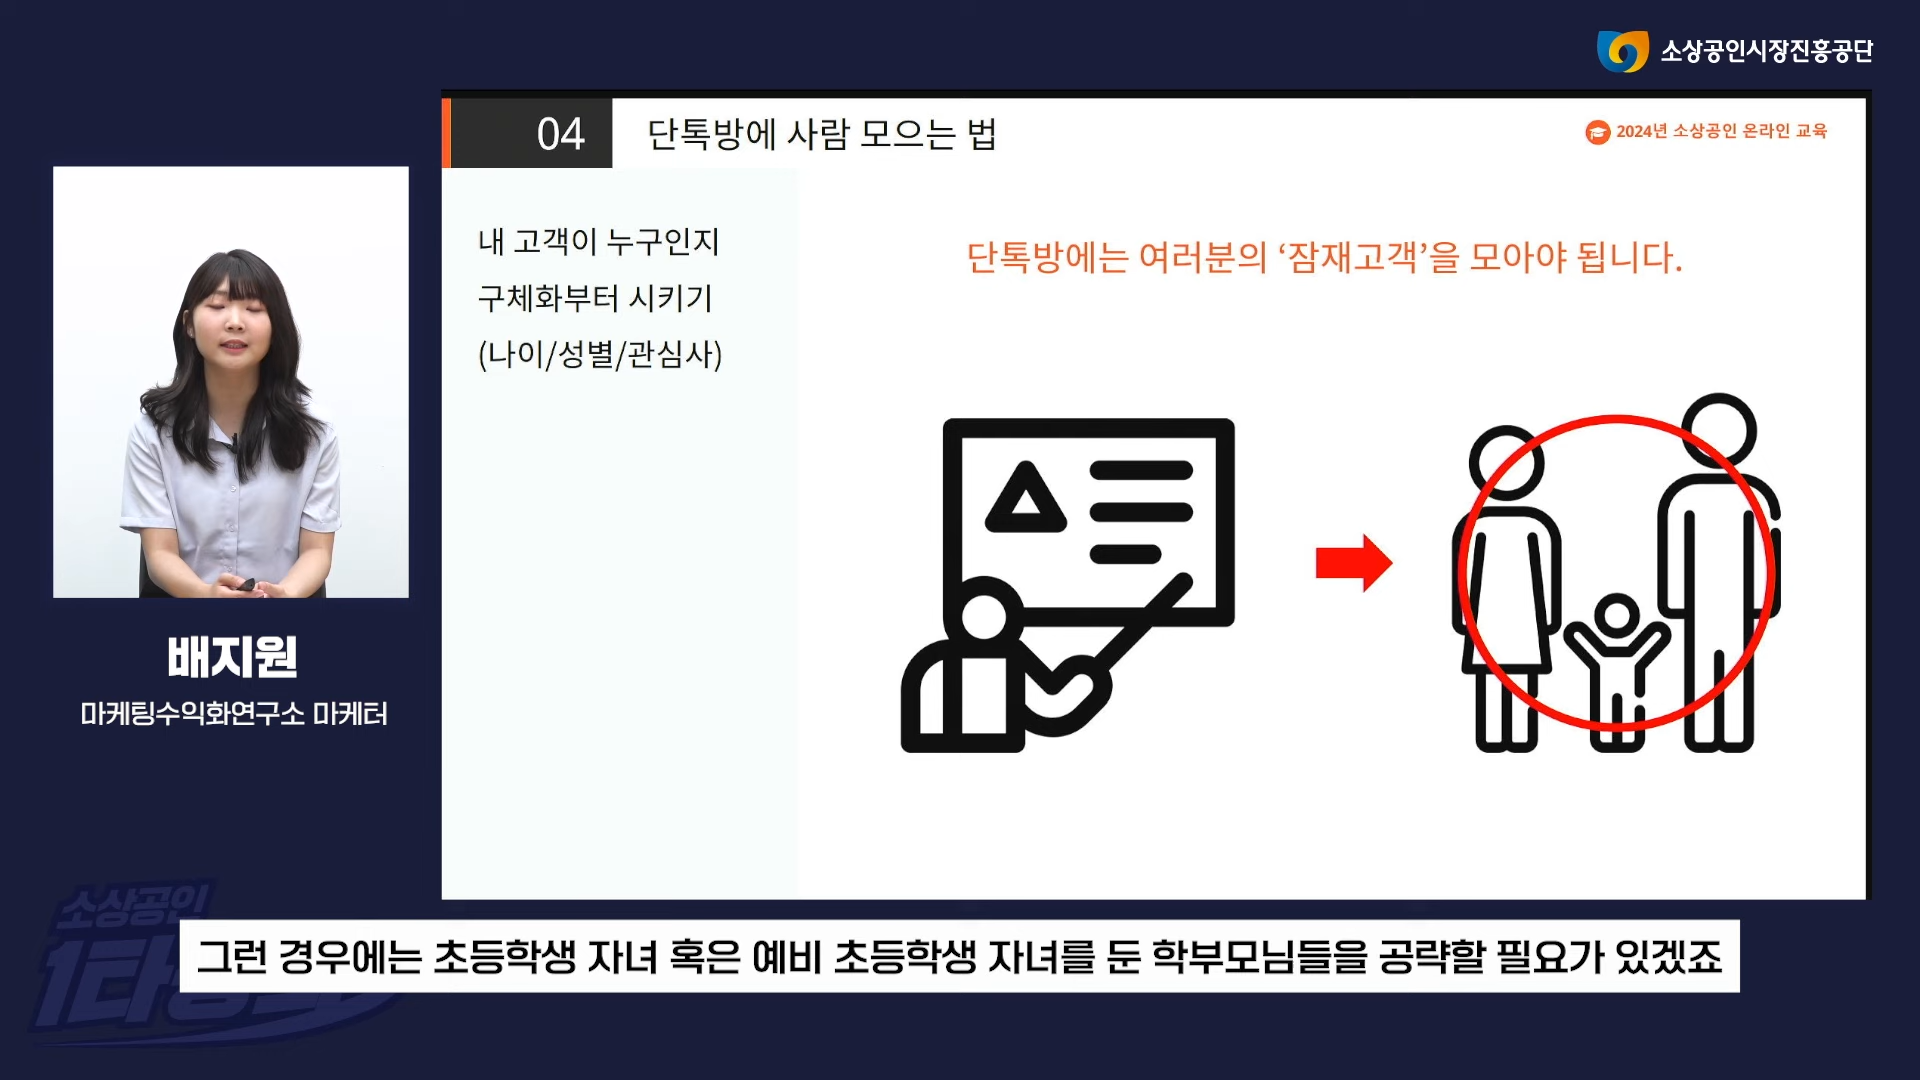 소상공인시장진흥공단
04
단톡방에 사람 모으는 법
2024년 소상공인 온라인 교육
내 고객이 누구인지
구체화부터 시키기
(나이/성별/관심사)
단톡방에는 여러분의 ‘잠재고객’을 모아야 됩니다.
배지원
마케팅수익화연구소 마케터
소상공인
그런 경우에는 초등학생 자녀 혹은 예비 초등학생 자녀를 둔 학부모님들을 공략할 필요가 있겠죠